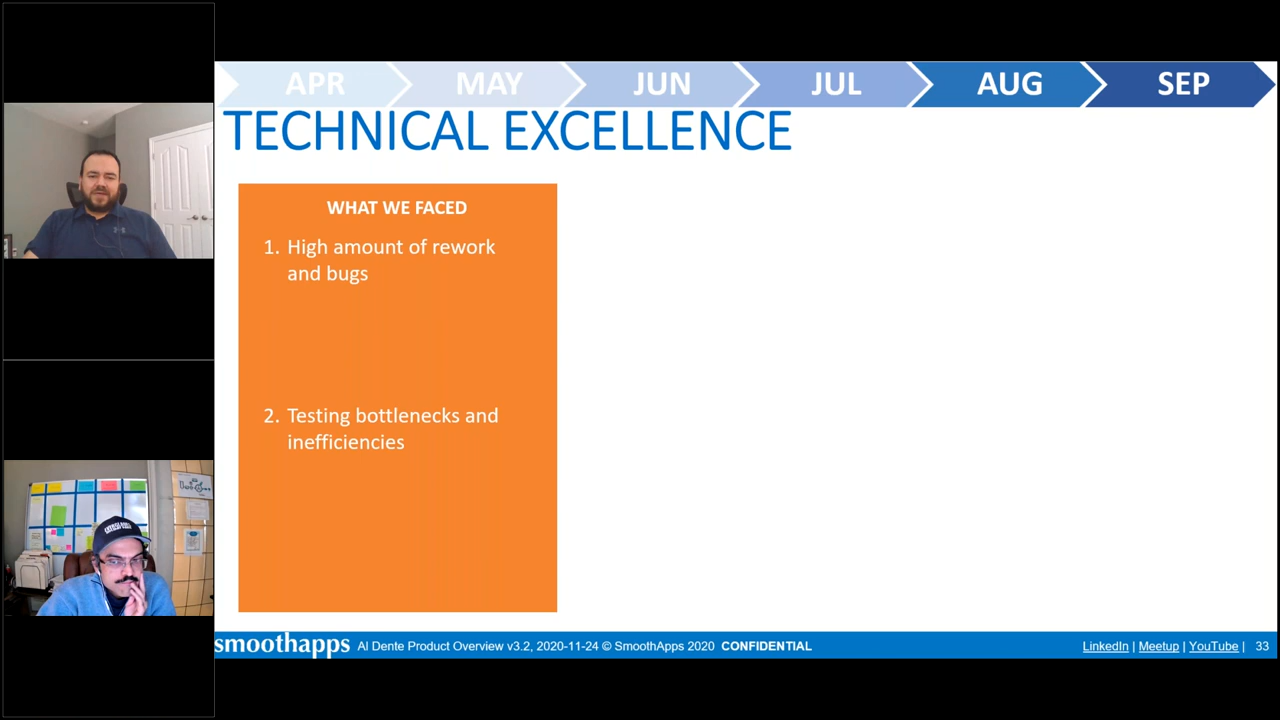 APR MAY JUN JUL AUG SEP
TECHNICAL EXCELLENCE
WHAT WE FACED
1. High amount of rework
and bugs
2. Testing bottlenecks and
inefficiencies
smoothapps Al Dente Product Overview v3.2, 2020-11-24 © SmoothApps 2020 CONFIDENTIAL LinkedIn | Meetup | YouTube | 33